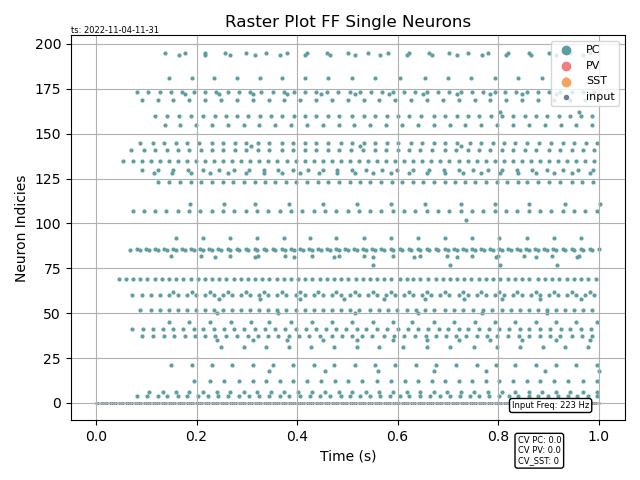 Raster Plot FF Single Neurons
ts: 2022-11-04-11-31
PC
PV
SST
input
200
175
150
125
100
75
50
25
0
Neuron Indicies
Input Freq: 223 Hz
0.0 0.2 0.4 0.6 0.8 1.0
Time (s)
CV PC: 0.0
CV PV: 0.0
CV_SST: 0